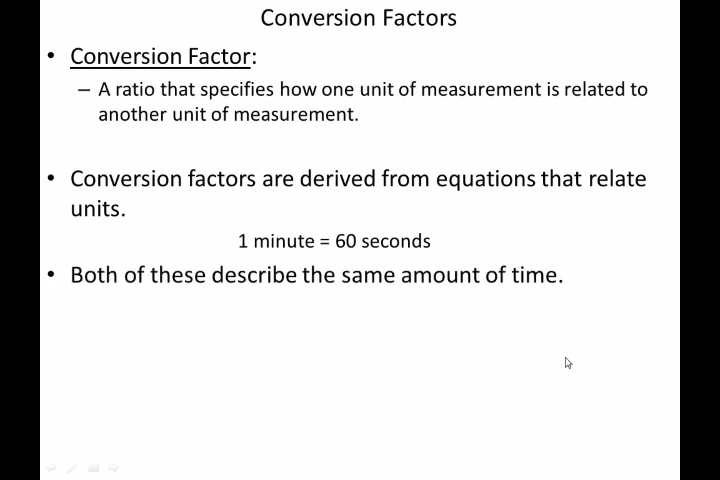 Conversion Factors
• Conversion Factor:
– A ratio that specifies how one unit of measurement is related to
another unit of measurement.
• Conversion factors are derived from equations that relate
units.
1 minute = 60 seconds
• Both of these describe the same amount of time.